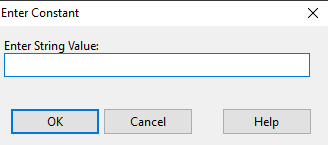 Enter Constant
Enter String Value:
OK Cancel Help